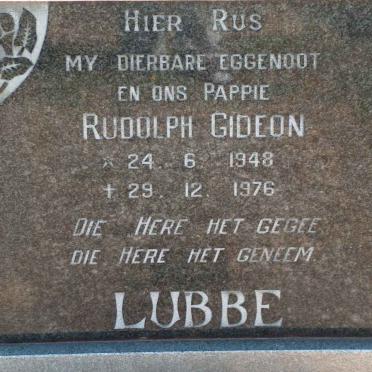 HIER RUS
MY DIERBARE EGGENOOT
EN ONS PAPPIE
RUDOLPH GIDEON
* 24. 6. 1948
† 29. 12. 1976
DIE HERE HET GEGEE
DIE HERE HET GENEEM
LUBBE